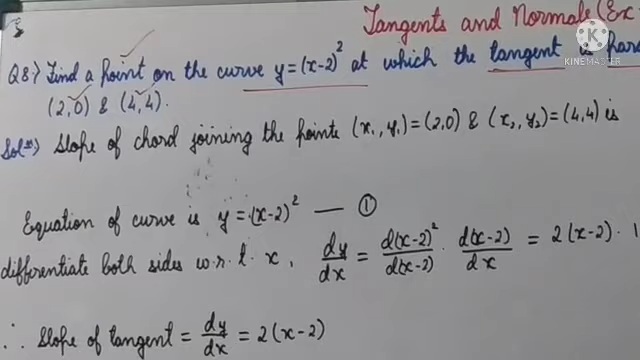 Tangents and Normals (Ex
Q8:) Find a point on the curve y = (x-2)² at which the tangent is
(2,0) & (4,4).
KINEMASTER
Solⁿ:) Slope of chord joining the points (x₁, y₁) = (2,0) & (x₂, y₂) = (4,4) is
Equation of curve is y = (x-2)² — ①
differentiate both sides w.r.t. x, dy/dx = d(x-2)²/d(x-2) · d(x-2)/dx = 2(x-2) · 1
∴ Slope of tangent = dy/dx = 2(x-2)